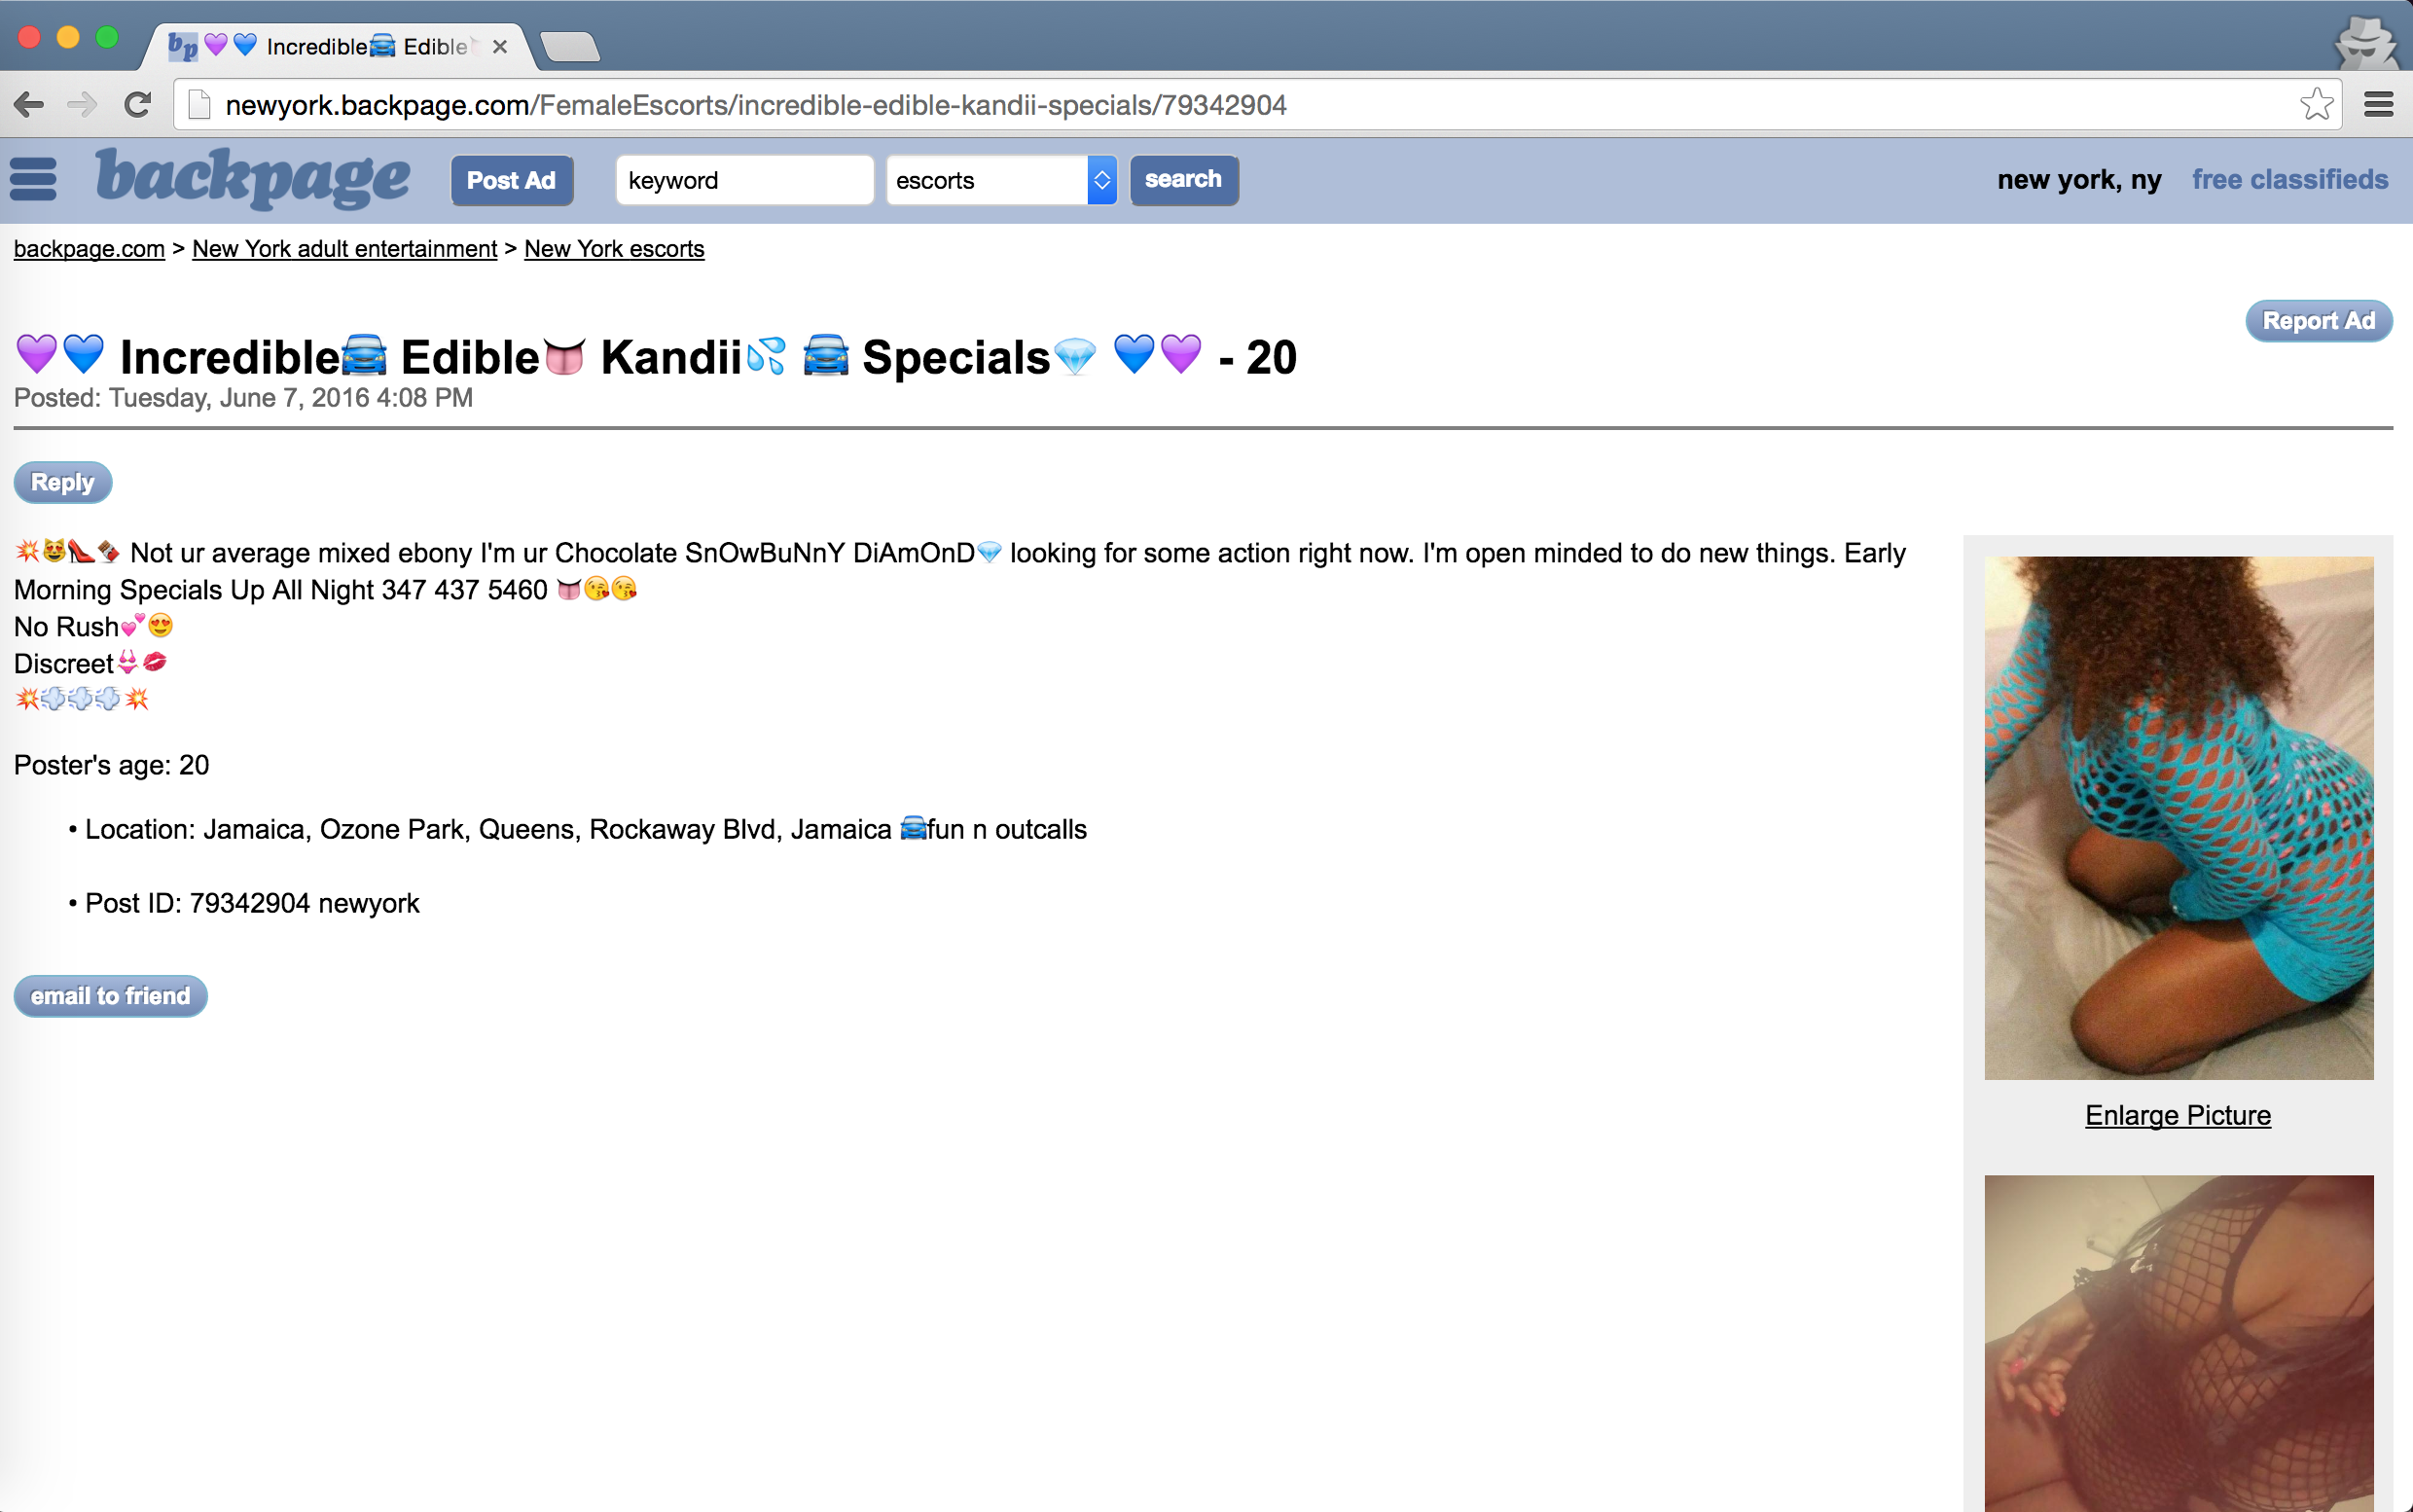 💜💙 Incredible🚘 Edible
newyork.backpage.com/FemaleEscorts/incredible-edible-kandii-specials/79342904
backpage Post Ad keyword escorts search new york, ny free classifieds
backpage.com > New York adult entertainment > New York escorts
Report Ad
💜💙 Incredible🚘 Edible👅 Kandii💦 🚘 Specials💎 💙💜 - 20
Posted: Tuesday, June 7, 2016 4:08 PM
Reply
💥😻👠🍫 Not ur average mixed ebony I'm ur Chocolate SnOwBuNnY DiAmOnD💎 looking for some action right now. I'm open minded to do new things. Early
Morning Specials Up All Night 347 437 5460 👅😘😘
No Rush💕😍
Discreet👙💋
💥💨💨💨💥
Poster's age: 20
• Location: Jamaica, Ozone Park, Queens, Rockaway Blvd, Jamaica 🚘fun n outcalls
• Post ID: 79342904 newyork
email to friend
Enlarge Picture